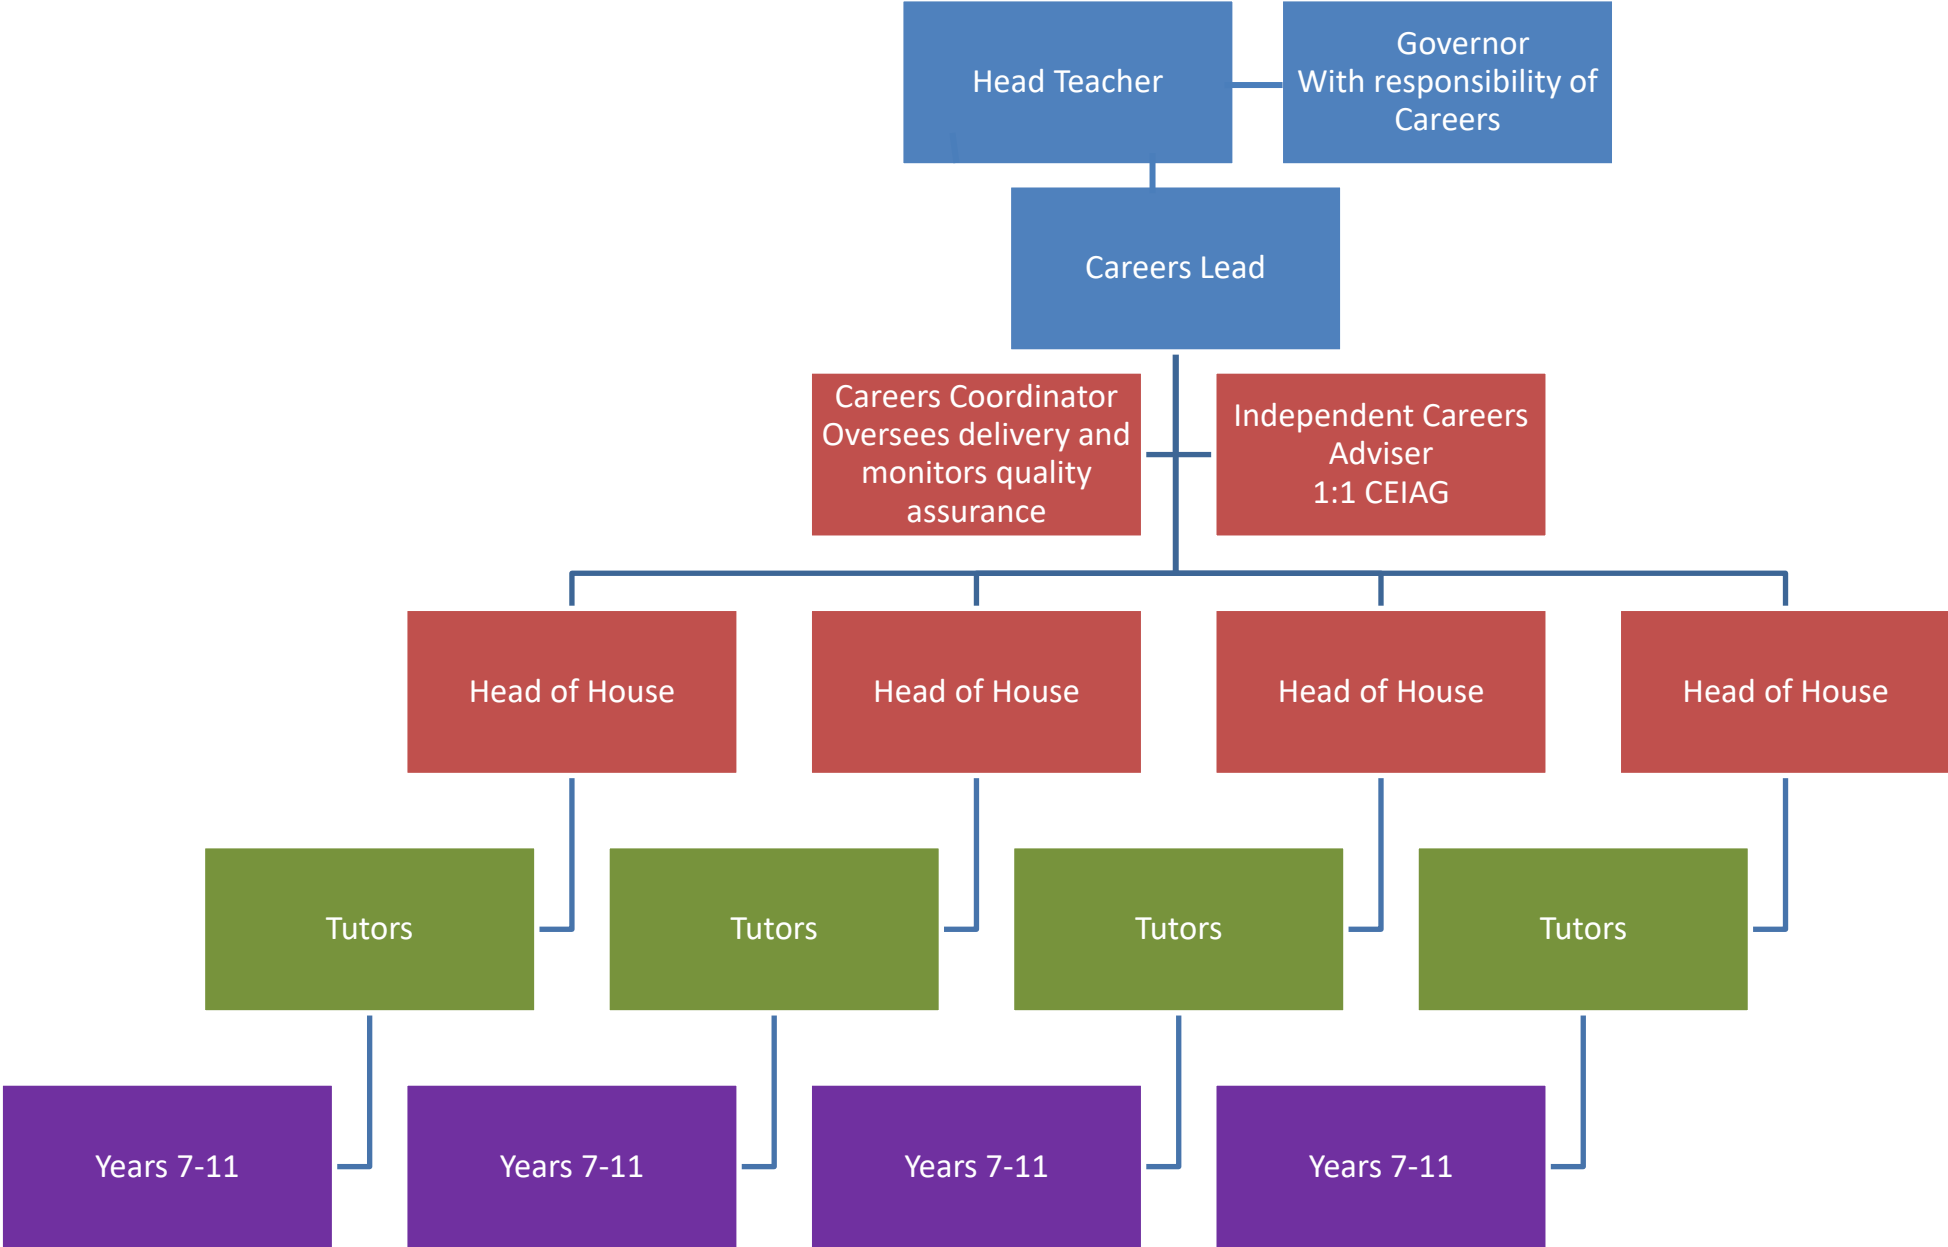 Head Teacher
Governor
With responsibility of
Careers
Careers Lead
Careers Coordinator
Oversees delivery and
monitors quality
assurance
Independent Careers
Adviser
1:1 CEIAG
Head of House
Head of House
Head of House
Head of House
Tutors
Tutors
Tutors
Tutors
Years 7-11
Years 7-11
Years 7-11
Years 7-11